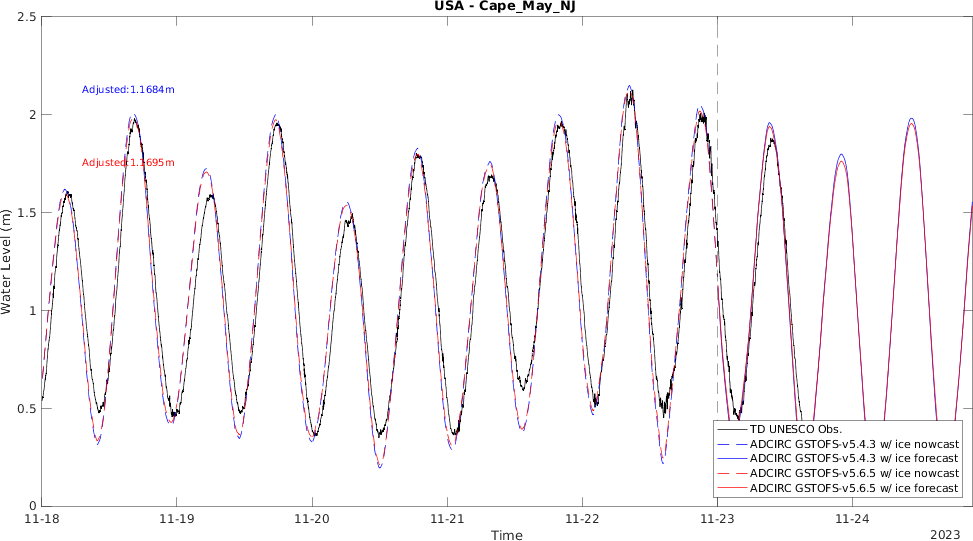 USA - Cape_May_NJ
2.5
Adjusted:1.1684m
2
Adjusted:1.1695m
1.5
Water Level (m)
1
0.5
0
TD UNESCO Obs.
ADCIRC GSTOFS-v5.4.3 w/ ice nowcast
ADCIRC GSTOFS-v5.4.3 w/ ice forecast
ADCIRC GSTOFS-v5.6.5 w/ ice nowcast
ADCIRC GSTOFS-v5.6.5 w/ ice forecast
11-18 11-19 11-20 11-21 11-22 11-23 11-24
Time
2023